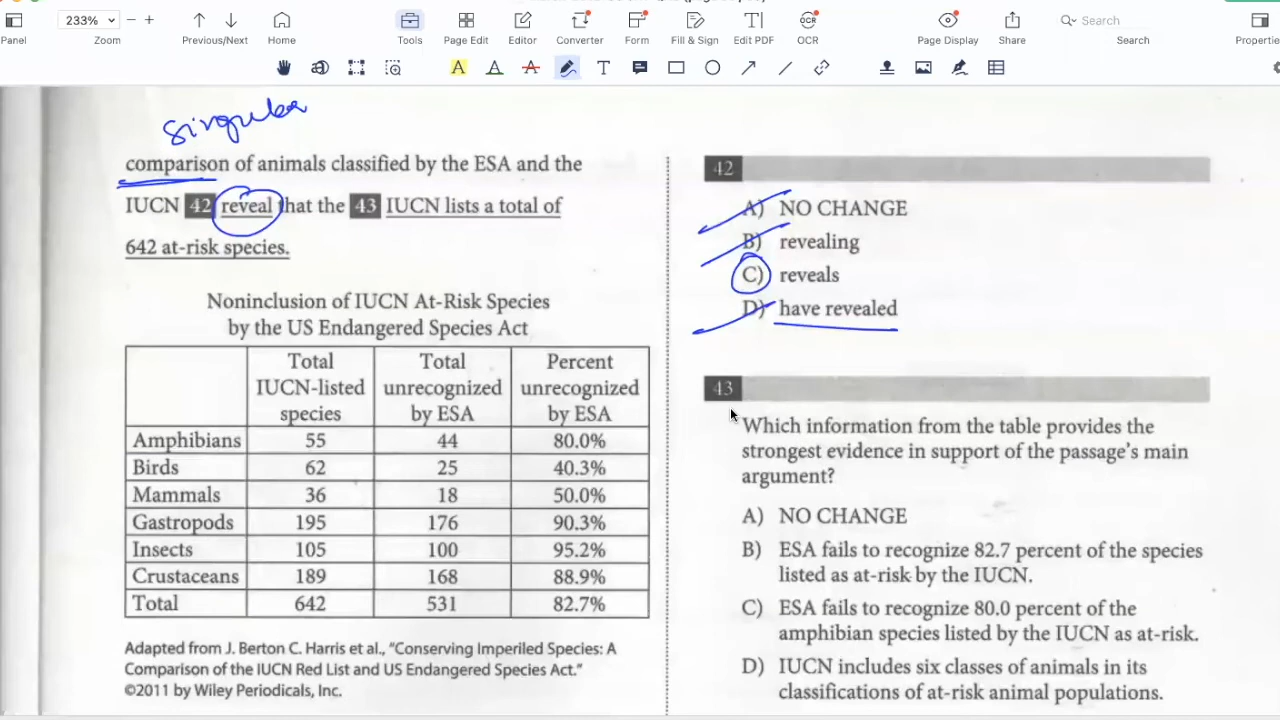 233%
Panel
Zoom
Previous/Next
Home
Tools
Page Edit
Editor
Converter
Form
Fill & Sign
Edit PDF
OCR
OCR
Page Display
Share
Search
Search
Propertie
comparison of animals classified by the ESA and the
IUCN 42 reveal that the 43 IUCN lists a total of
642 at-risk species.
Noninclusion of IUCN At-Risk Species
by the US Endangered Species Act
Total IUCN-listed species
Total unrecognized by ESA
Percent unrecognized by ESA
Amphibians 55 44 80.0%
Birds 62 25 40.3%
Mammals 36 18 50.0%
Gastropods 195 176 90.3%
Insects 105 100 95.2%
Crustaceans 189 168 88.9%
Total 642 531 82.7%
Adapted from J. Berton C. Harris et al., “Conserving Imperiled Species: A
Comparison of the IUCN Red List and US Endangered Species Act.”
©2011 by Wiley Periodicals, Inc.
42
A) NO CHANGE
B) revealing
C) reveals
D) have revealed
43
Which information from the table provides the
strongest evidence in support of the passage’s main
argument?
A) NO CHANGE
B) ESA fails to recognize 82.7 percent of the species
listed as at-risk by the IUCN.
C) ESA fails to recognize 80.0 percent of the
amphibian species listed by the IUCN as at-risk.
D) IUCN includes six classes of animals in its
classifications of at-risk animal populations.